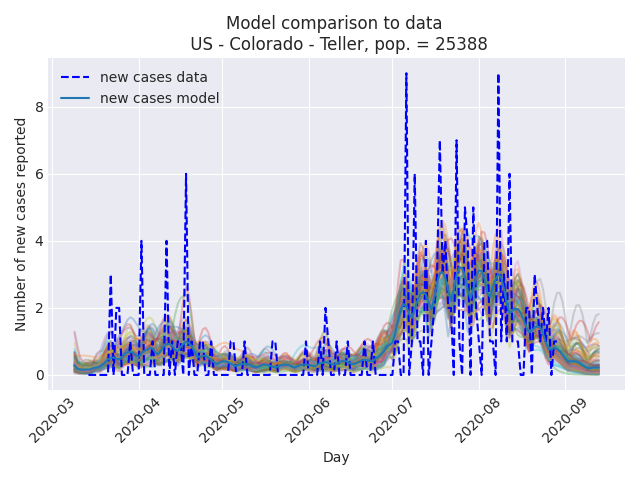 Model comparison to data
US - Colorado - Teller, pop. = 25388
new cases data
new cases model
Number of new cases reported
8
6
4
2
0
2020-03
2020-04
2020-05
2020-06
2020-07
2020-08
2020-09
Day